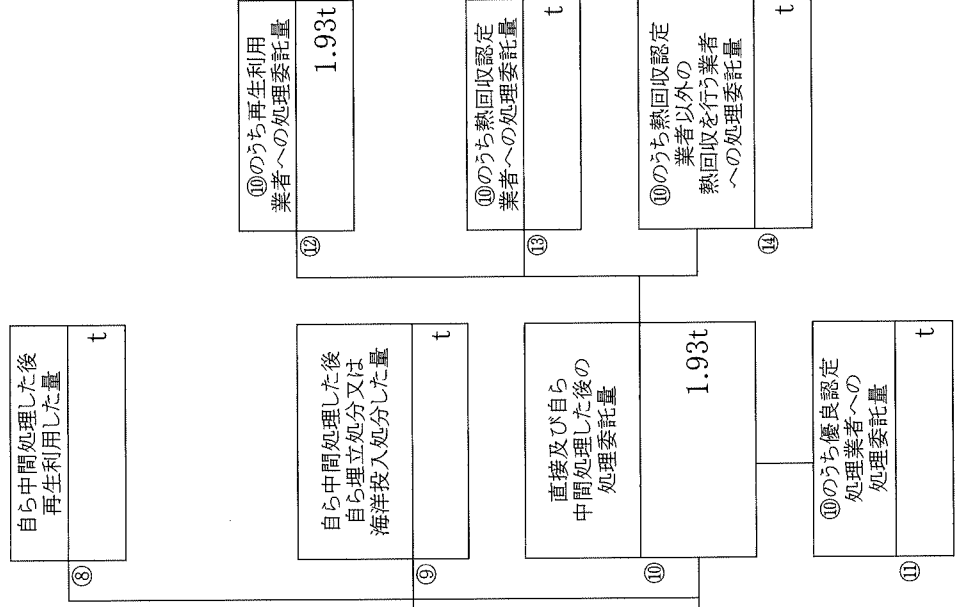 ⑧
自ら中間処理した後
再生利用した量
t
⑨
自ら中間処理した後
自ら埋立処分又は
海洋投入処分した量
t
⑩
直接及び自ら
中間処理した後の
処理委託量
1.93t
⑪
⑩のうち優良認定
処理業者への
処理委託量
t
⑫
⑩のうち再生利用
業者への処理委託量
1.93t
⑬
⑩のうち熱回収認定
業者への処理委託量
t
⑭
⑩のうち熱回収認定
業者以外の
熱回収を行う業者
への処理委託量
t